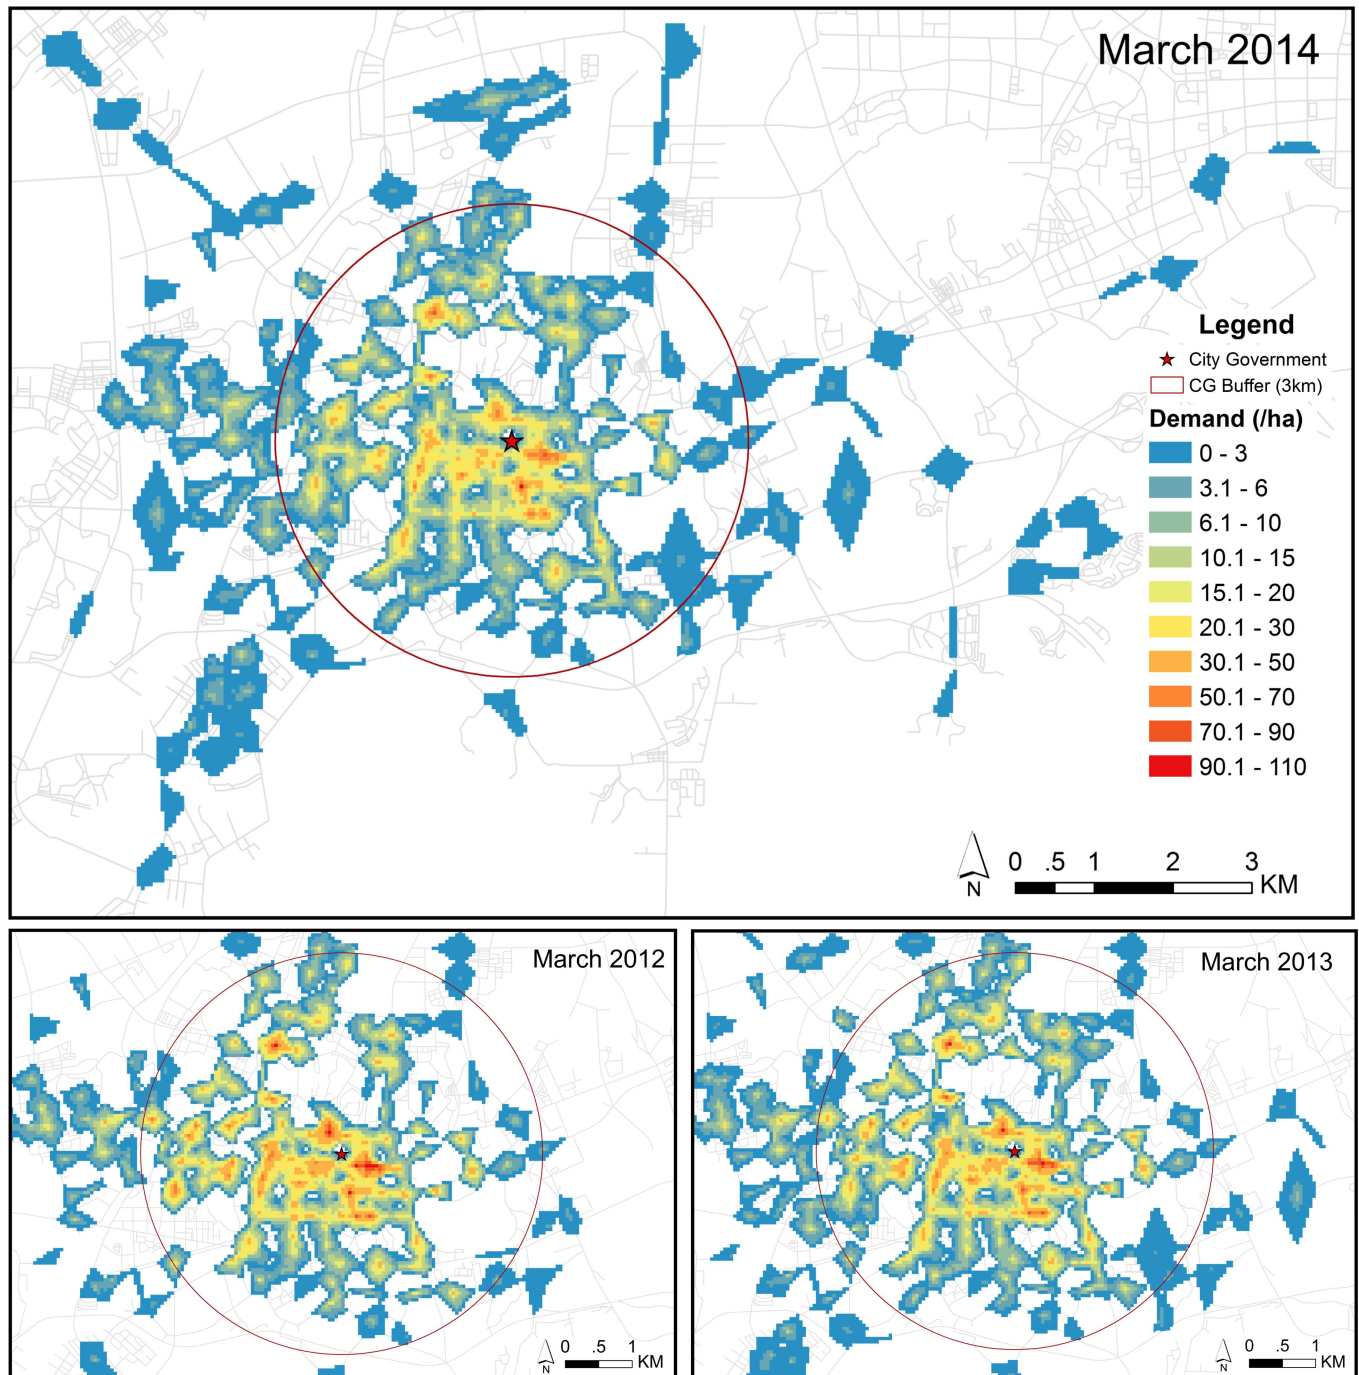 March 2014
Legend
City Government
CG Buffer (3km)
Demand (/ha)
0 - 3
3.1 - 6
6.1 - 10
10.1 - 15
15.1 - 20
20.1 - 30
30.1 - 50
50.1 - 70
70.1 - 90
90.1 - 110
N
0 .5 1 2 3
KM
March 2012
N
0 .5 1
KM
March 2013
N
0 .5 1
KM